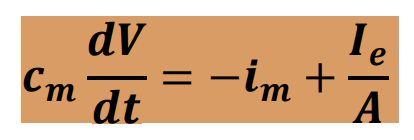 c_m dV/dt = -i_m + I_e/A